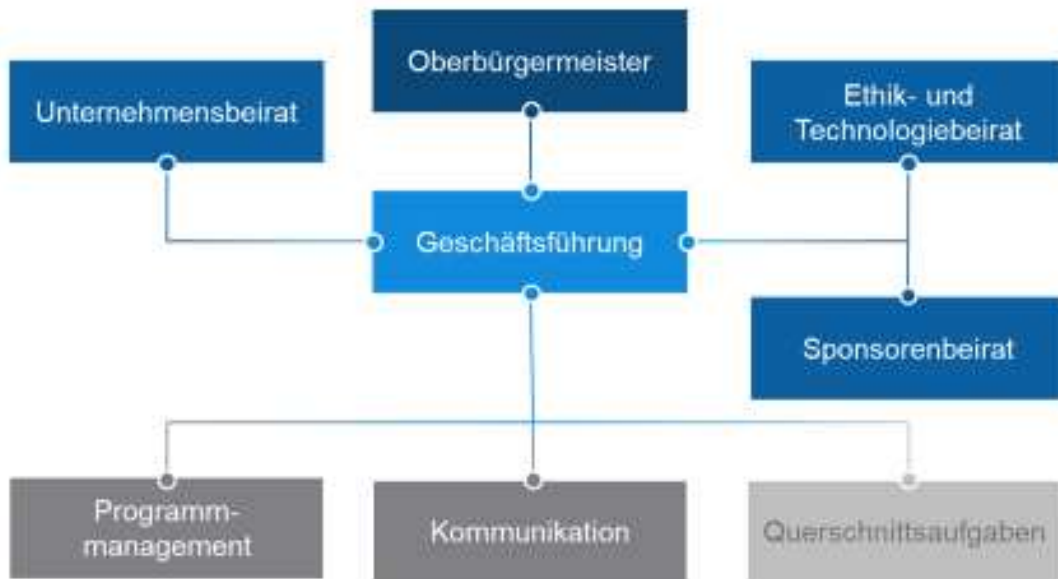 Oberbürgermeister
Unternehmensbeirat
Ethik- und
Technologiebeirat
Geschäftsführung
Sponsorenbeirat
Programm-
management
Kommunikation
Querschnittsaufgaben